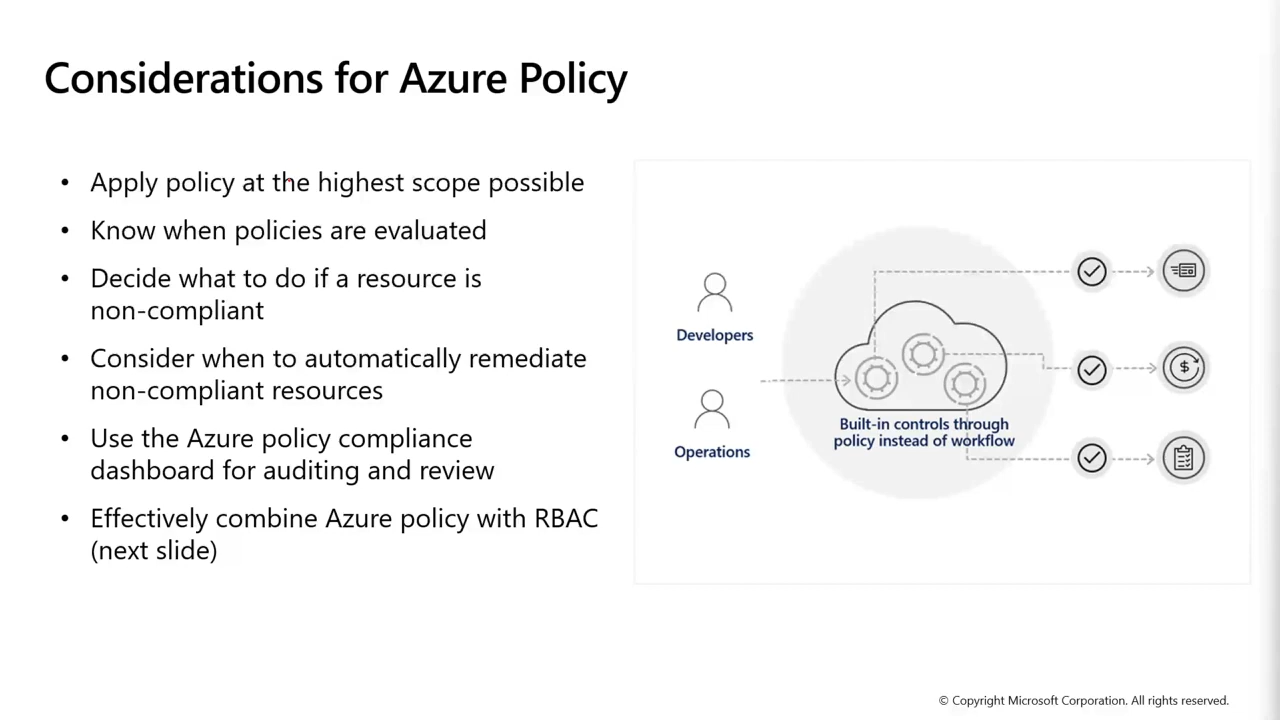 Considerations for Azure Policy
• Apply policy at the highest scope possible
• Know when policies are evaluated
• Decide what to do if a resource is
non-compliant
• Consider when to automatically remediate
non-compliant resources
• Use the Azure policy compliance
dashboard for auditing and review
• Effectively combine Azure policy with RBAC
(next slide)
Developers
Operations
Built-in controls through
policy instead of workflow
$
© Copyright Microsoft Corporation. All rights reserved.